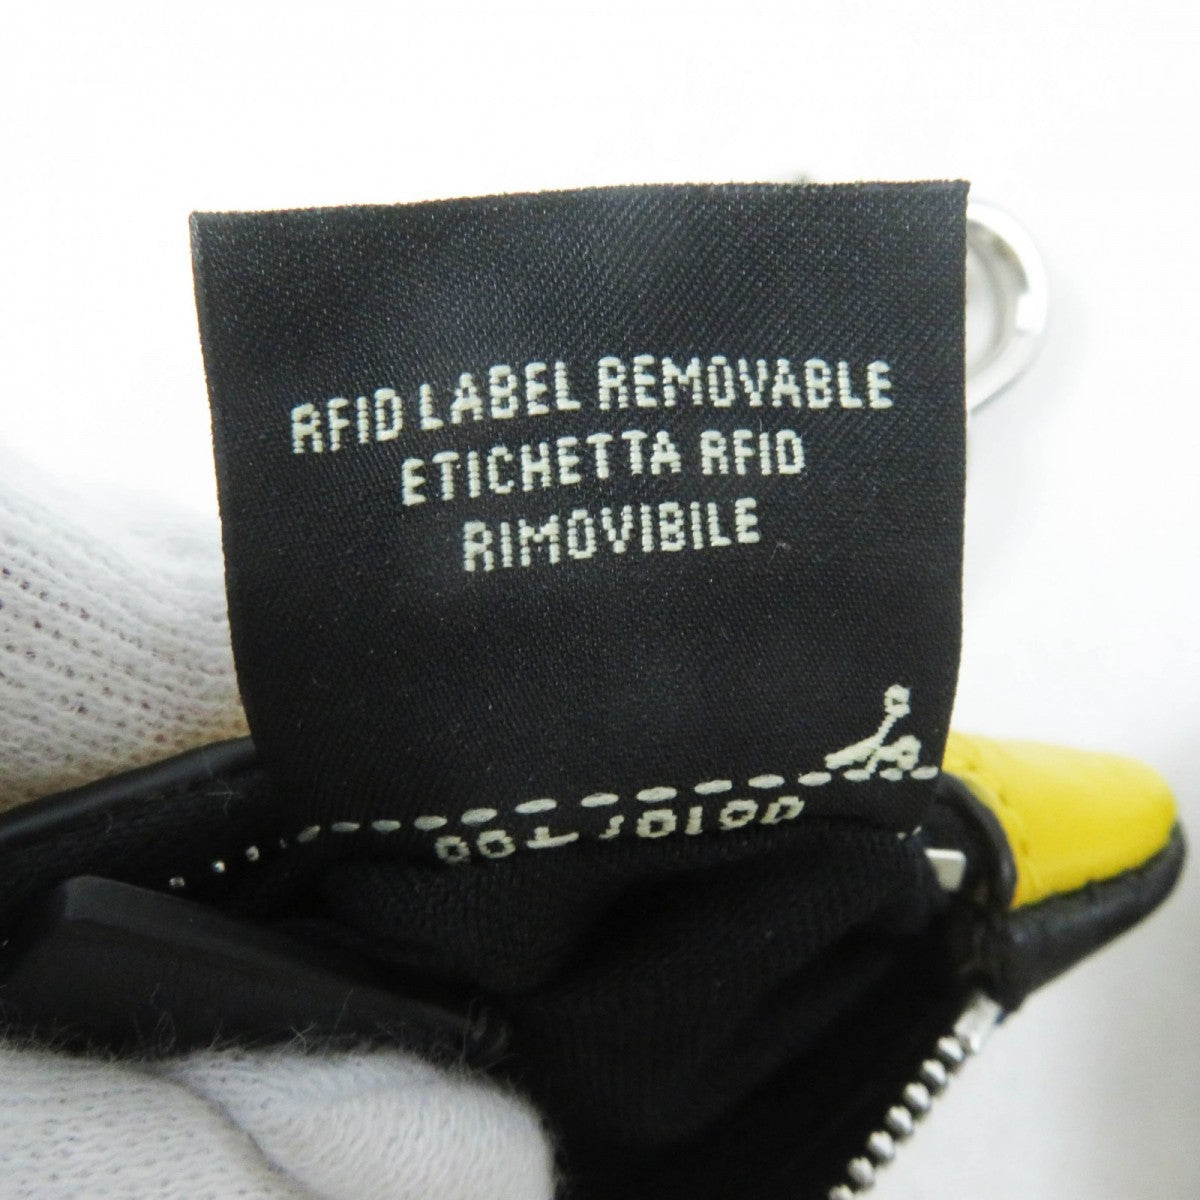 RFID LABEL REMOVABLE
ETICHETTA RFID
RIMOVIBILE